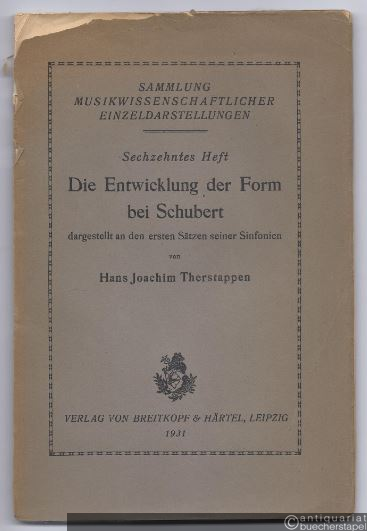 SAMMLUNG
MUSIKWISSENSCHAFTLICHER
EINZELDARSTELLUNGEN
Sechzehntes Heft
Die Entwicklung der Form
bei Schubert
dargestellt an den ersten Sätzen seiner Sinfonien
von
Hans Joachim Therstappen
VERLAG VON BREITKOPF & HÄRTEL, LEIPZIG
1931
antiquariat
buecherstapel